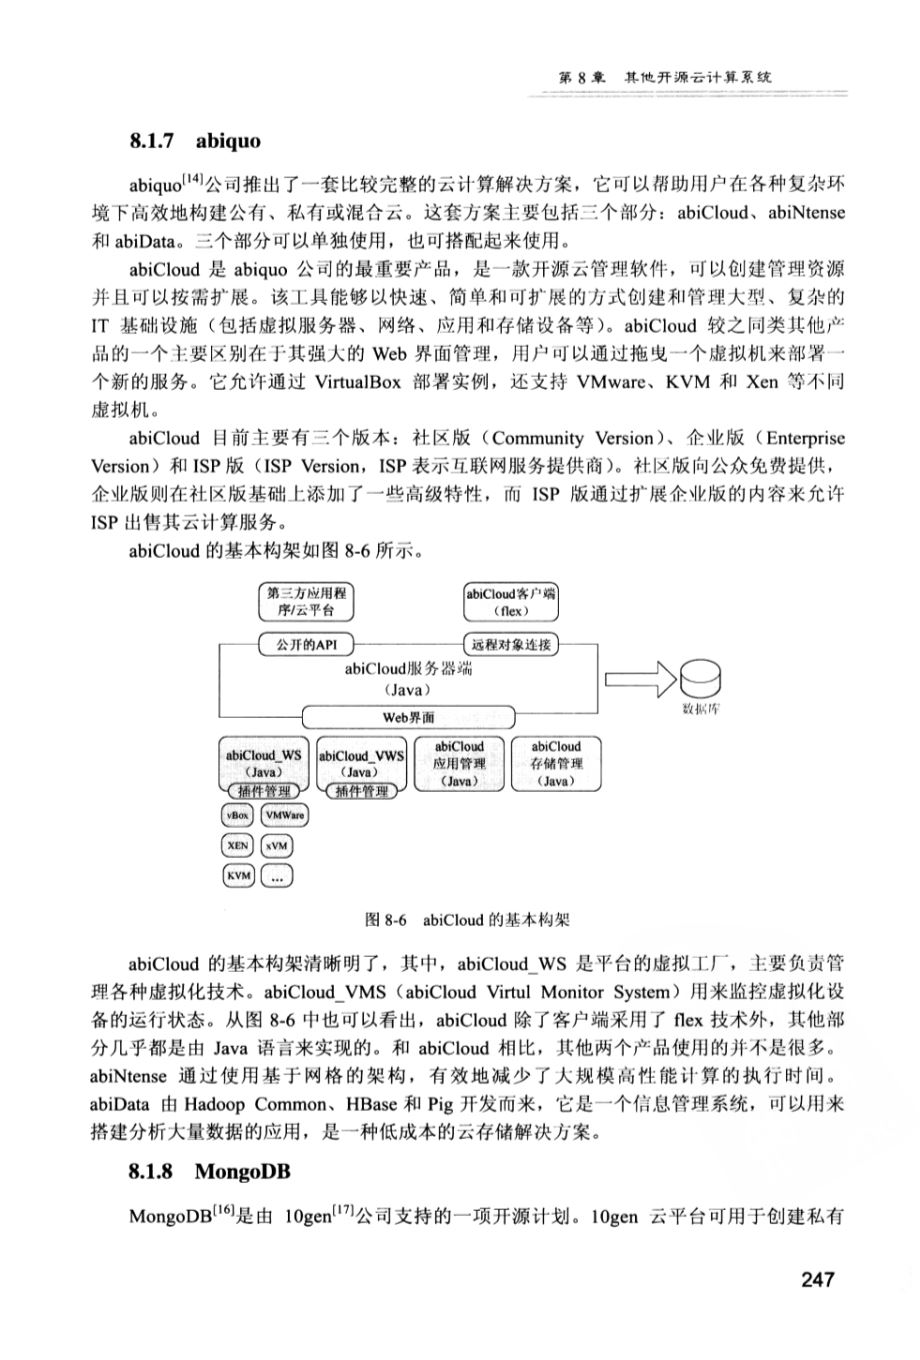 第 8 章 其他开源云计算系统
8.1.7 abiquo
abiquo[14]公司推出了一套比较完整的云计算解决方案，它可以帮助用户在各种复杂环
境下高效地构建公有、私有或混合云。这套方案主要包括三个部分：abiCloud、abiNtense
和 abiData。三个部分可以单独使用，也可搭配起来使用。
abiCloud 是 abiquo 公司的最重要产品，是一款开源云管理软件，可以创建管理资源
并且可以按需扩展。该工具能够以快速、简单和可扩展的方式创建和管理大型、复杂的
IT 基础设施（包括虚拟服务器、网络、应用和存储设备等）。abiCloud 较之同类其他产
品的一个主要区别在于其强大的 Web 界面管理，用户可以通过拖曳一个虚拟机来部署一
个新的服务。它允许通过 VirtualBox 部署实例，还支持 VMware、KVM 和 Xen 等不同
虚拟机。
abiCloud 目前主要有三个版本：社区版（Community Version）、企业版（Enterprise
Version）和 ISP 版（ISP Version，ISP 表示互联网服务提供商）。社区版向公众免费提供，
企业版则在社区版基础上添加了一些高级特性，而 ISP 版通过扩展企业版的内容来允许
ISP 出售其云计算服务。
abiCloud 的基本构架如图 8-6 所示。
第三方应用程
序/云平台
abiCloud客户端
（flex）
公开的API
远程对象连接
abiCloud服务器端
（Java）
Web界面
数据库
abiCloud_WS
（Java）
插件管理
abiCloud_VWS
（Java）
插件管理
abiCloud
应用管理
（Java）
abiCloud
存储管理
（Java）
vBox VMWare
XEN xVM
KVM ...
图 8-6 abiCloud 的基本构架
abiCloud 的基本构架清晰明了，其中，abiCloud_WS 是平台的虚拟工厂，主要负责管
理各种虚拟化技术。abiCloud_VMS（abiCloud Virtul Monitor System）用来监控虚拟化设
备的运行状态。从图 8-6 中也可以看出，abiCloud 除了客户端采用了 flex 技术外，其他部
分几乎都是由 Java 语言来实现的。和 abiCloud 相比，其他两个产品使用的并不是很多。
abiNtense 通过使用基于网格的架构，有效地减少了大规模高性能计算的执行时间。
abiData 由 Hadoop Common、HBase 和 Pig 开发而来，它是一个信息管理系统，可以用来
搭建分析大量数据的应用，是一种低成本的云存储解决方案。
8.1.8 MongoDB
MongoDB[16]是由 10gen[17]公司支持的一项开源计划。10gen 云平台可用于创建私有
247